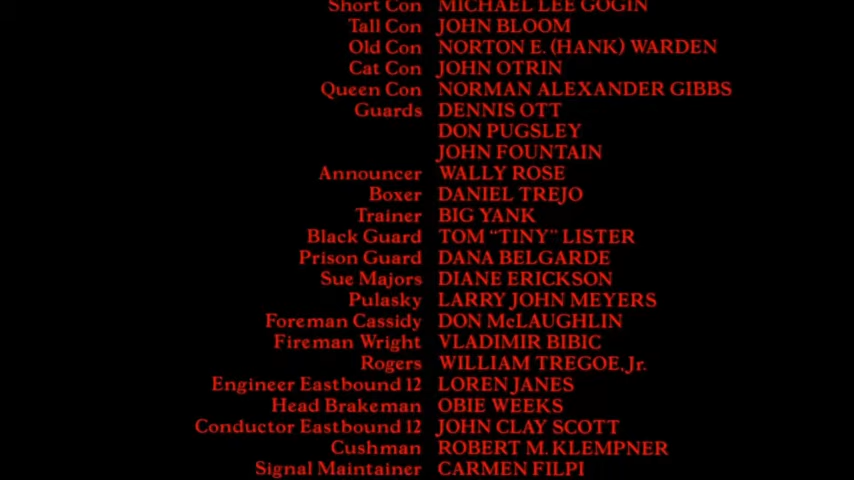 Short Con MICHAEL LEE GOGIN
Tall Con JOHN BLOOM
Old Con NORTON E. (HANK) WARDEN
Cat Con JOHN OTRIN
Queen Con NORMAN ALEXANDER GIBBS
Guards DENNIS OTT
DON PUGSLEY
JOHN FOUNTAIN
Announcer WALLY ROSE
Boxer DANIEL TREJO
Trainer BIG YANK
Black Guard TOM “TINY” LISTER
Prison Guard DANA BELGARDE
Sue Majors DIANE ERICKSON
Pulasky LARRY JOHN MEYERS
Foreman Cassidy DON McLAUGHLIN
Fireman Wright VLADIMIR BIBIC
Rogers WILLIAM TREGOE, Jr.
Engineer Eastbound 12 LOREN JANES
Head Brakeman OBIE WEEKS
Conductor Eastbound 12 JOHN CLAY SCOTT
Cushman ROBERT M. KLEMPNER
Signal Maintainer CARMEN FILPI